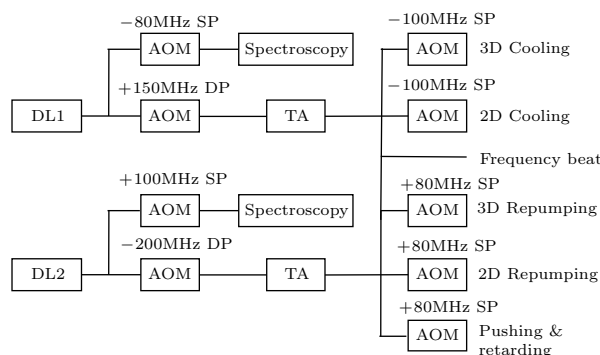 −80MHz SP
−100MHz SP
AOM
Spectroscopy
AOM
3D Cooling
+150MHz DP
−100MHz SP
DL1
AOM
TA
AOM
2D Cooling
Frequency beat
+100MHz SP
+80MHz SP
AOM
Spectroscopy
AOM
3D Repumping
−200MHz DP
+80MHz SP
DL2
AOM
TA
AOM
2D Repumping
+80MHz SP
AOM
Pushing &
retarding